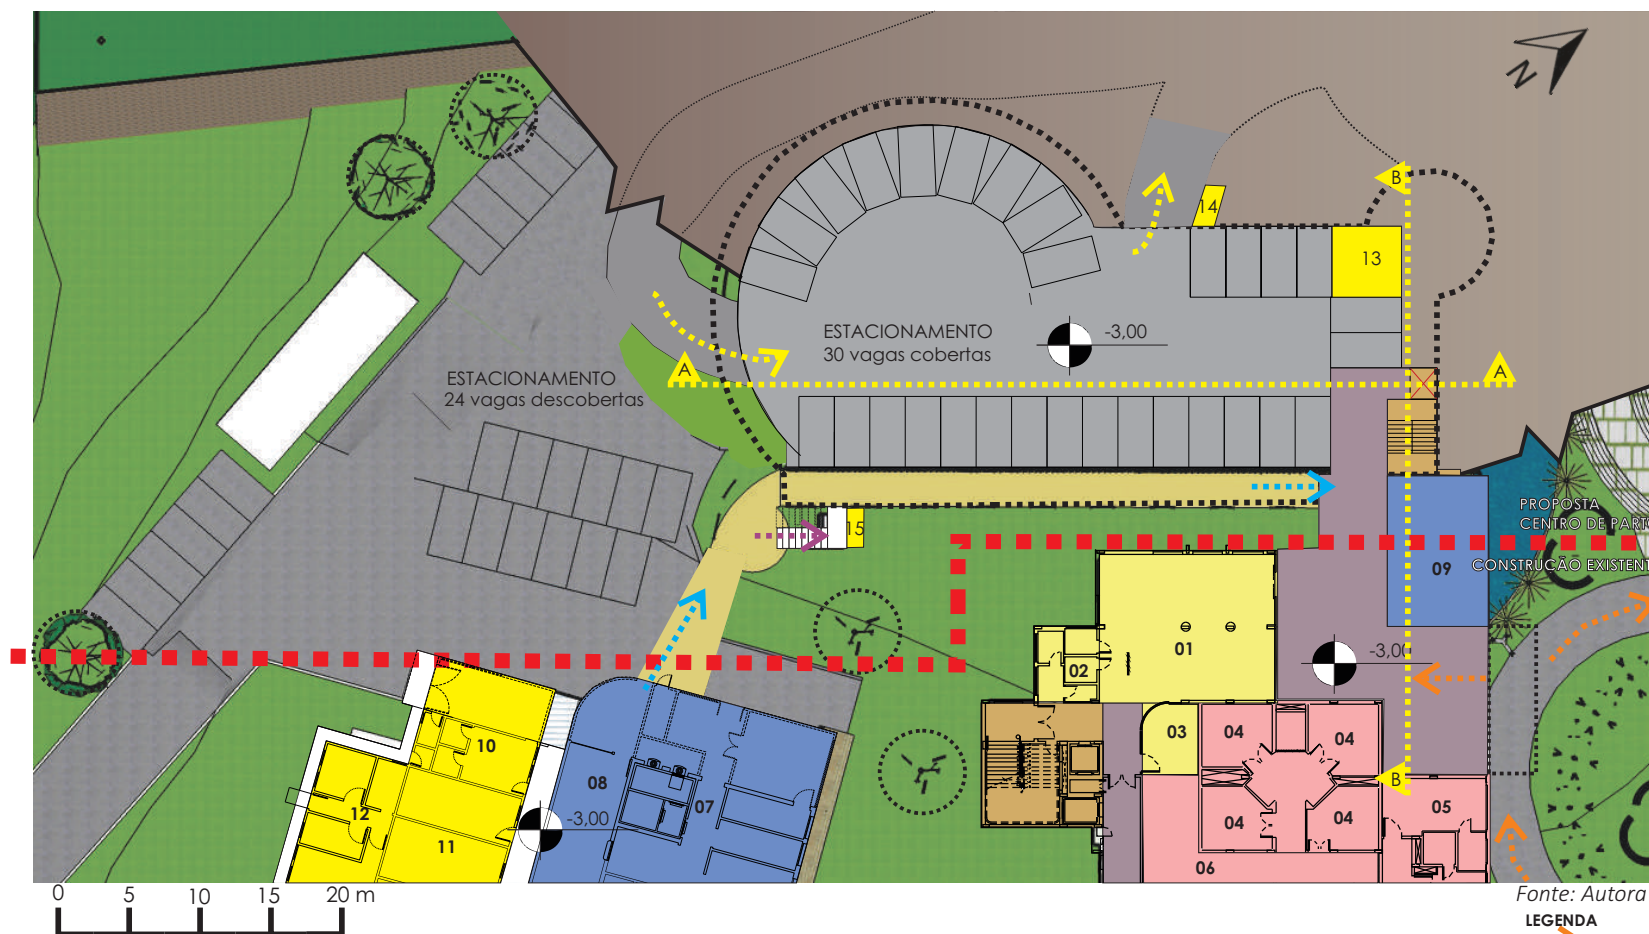 N
B
14
13
ESTACIONAMENTO
30 vagas cobertas
-3,00
A
A
ESTACIONAMENTO
24 vagas descobertas
15
PROPOSTA
CENTRO DE PARTO
CONSTRUÇÃO EXISTENT
09
01
02
-3,00
03
04
04
10
08
07
B
05
12
-3,00
04
04
11
06
0 5 10 15 20 m
Fonte: Autora
LEGENDA